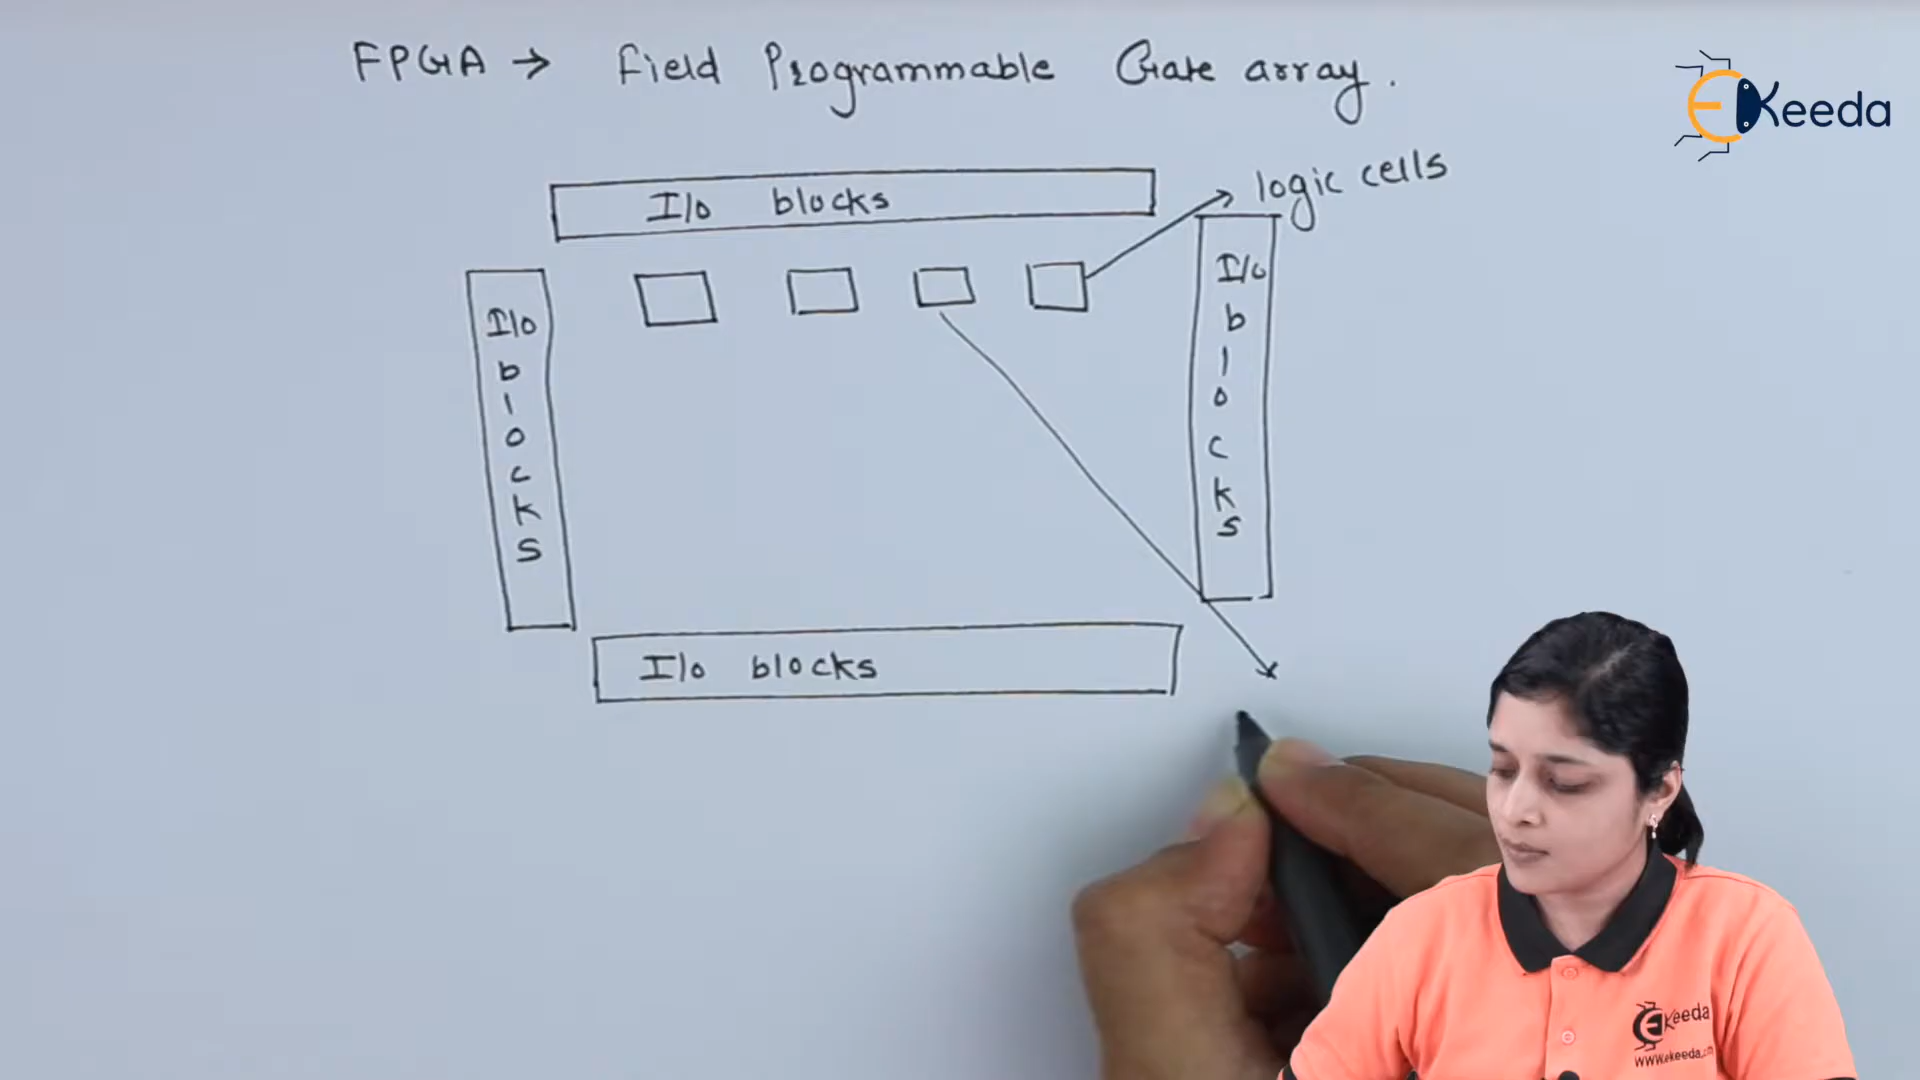 FPGA → Field Programmable Gate array.
EKeeda
logic cells
I/o blocks
I/o blocks
I/o blocks
I/o blocks
EKeeda
www.ekeeda.com